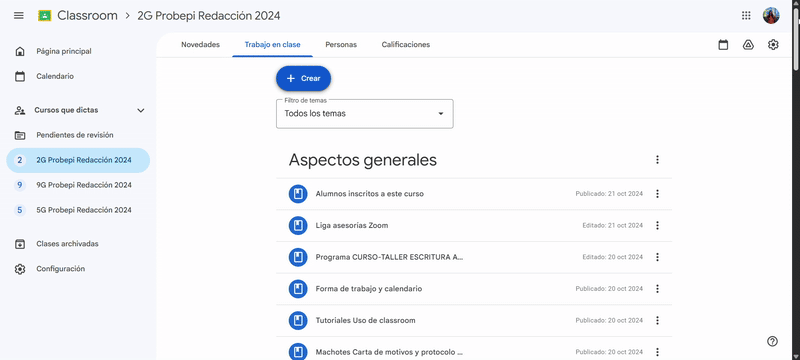 Classroom
2G Probepi Redacción 2024
Novedades
Trabajo en clase
Personas
Calificaciones
Página principal
Calendario
Cursos que dictas
Pendientes de revisión
2 2G Probepi Redacción 2024
9 9G Probepi Redacción 2024
5 5G Probepi Redacción 2024
Clases archivadas
Configuración
Crear
Filtro de temas
Todos los temas
Aspectos generales
Alumnos inscritos a este curso Publicado: 21 oct 2024
Liga asesorías Zoom Editado: 21 oct 2024
Programa CURSO-TALLER ESCRITURA A... Editado: 20 oct 2024
Forma de trabajo y calendario Publicado: 20 oct 2024
Tutoriales Uso de classroom Publicado: 20 oct 2024
Machotes Carta de motivos y protocolo ... Publicado: 20 oct 2024